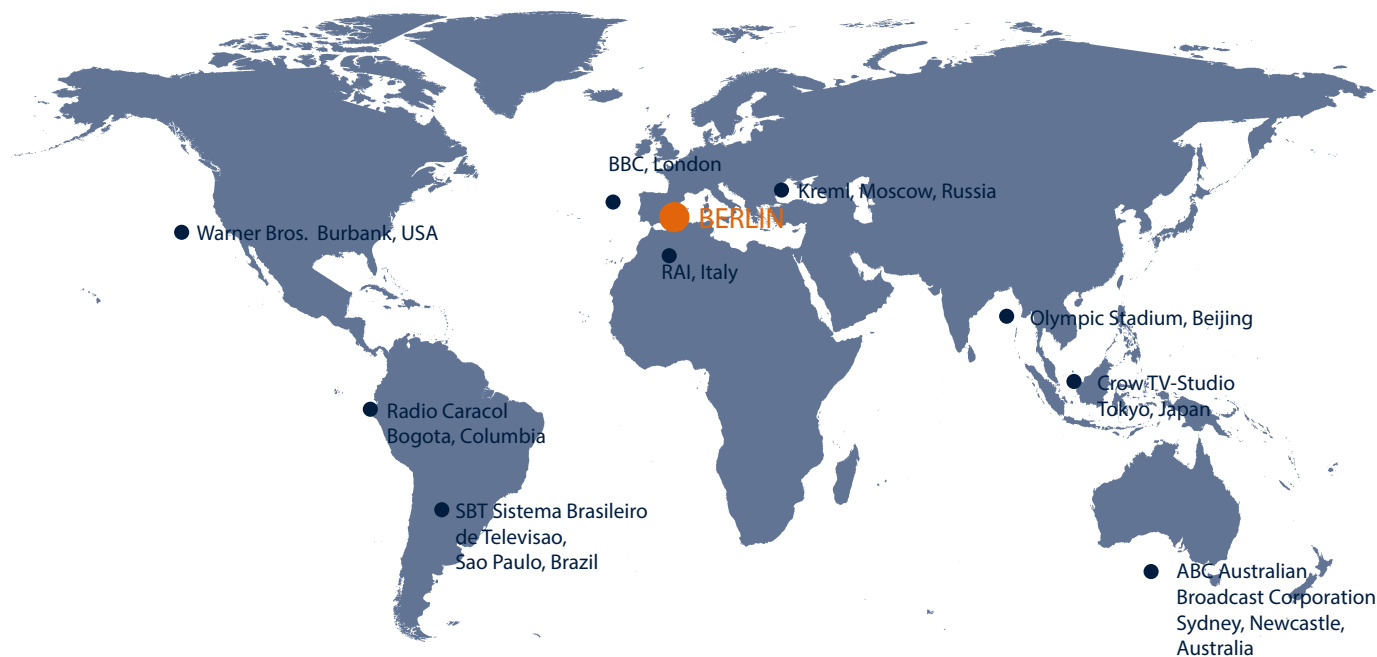 BBC, London
Kreml, Moscow, Russia
BERLIN
Warner Bros. Burbank, USA
RAI, Italy
Olympic Stadium, Beijing
Crow TV-Studio
Tokyo, Japan
Radio Caracol
Bogota, Columbia
SBT Sistema Brasileiro
de Televisao,
Sao Paulo, Brazil
ABC Australian
Broadcast Corporation
Sydney, Newcastle,
Australia